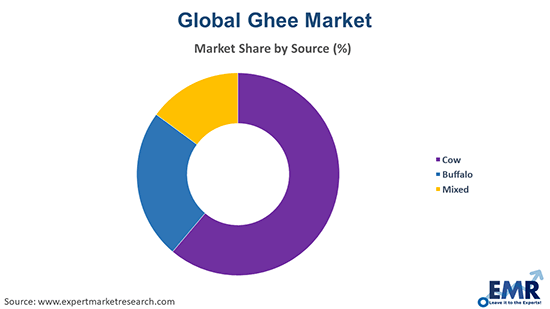 Global Ghee Market
Market Share by Source (%)
Cow
Buffalo
Mixed
Source: www.expertmarketresearch.com
EMR
Leave it to the Experts!